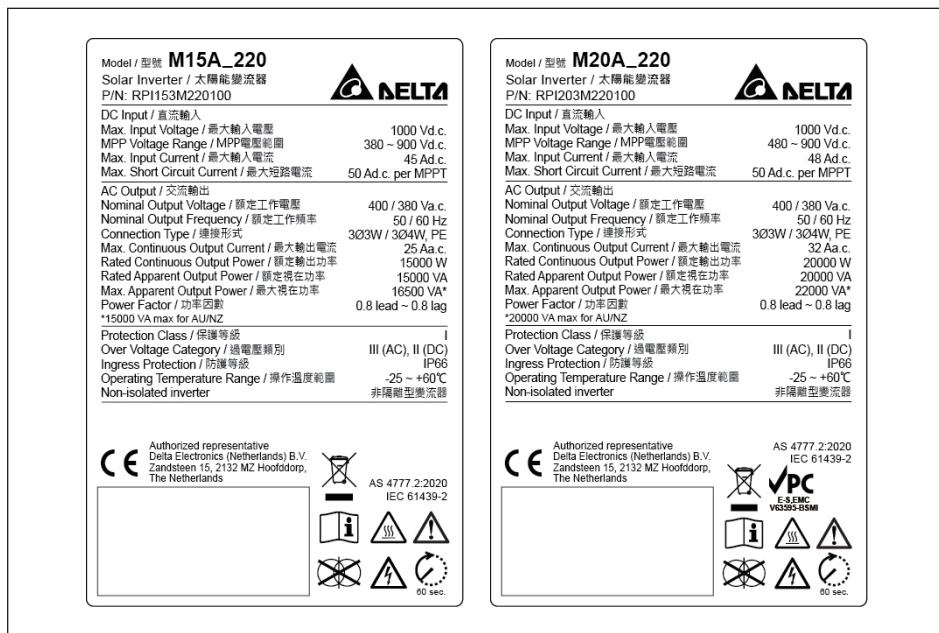 Model / 型號 M15A_220
Solar Inverter / 太陽能變流器
P/N: RPI153M220100
DELTA
DC Input / 直流輸入
Max. Input Voltage / 最大輸入電壓 1000 Vd.c.
MPP Voltage Range / MPP電壓範圍 380 ~ 900 Vd.c.
Max. Input Current / 最大輸入電流 45 Ad.c.
Max. Short Circuit Current / 最大短路電流 50 Ad.c. per MPPT
AC Output / 交流輸出
Nominal Output Voltage / 額定工作電壓 400 / 380 Va.c.
Nominal Output Frequency / 額定工作頻率 50 / 60 Hz
Connection Type / 連接形式 3Ø3W / 3Ø4W, PE
Max. Continuous Output Current / 最大輸出電流 25 Aa.c.
Rated Continuous Output Power / 額定輸出功率 15000 W
Rated Apparent Output Power / 額定視在功率 15000 VA
Max. Apparent Output Power / 最大視在功率 16500 VA*
Power Factor / 功率因數 0.8 lead ~ 0.8 lag
*15000 VA max for AU/NZ
Protection Class / 保護等級 I
Over Voltage Category / 過電壓類別 III (AC), II (DC)
Ingress Protection / 防護等級 IP66
Operating Temperature Range / 操作溫度範圍 -25 ~ +60℃
Non-isolated inverter 非隔離型變流器
CE
Authorized representative
Delta Electronics (Netherlands) B.V.
Zandsteen 15, 2132 MZ Hoofddorp,
The Netherlands
AS 4777.2:2020
IEC 61439-2
60 sec.
Model / 型號 M20A_220
Solar Inverter / 太陽能變流器
P/N: RPI203M220100
DELTA
DC Input / 直流輸入
Max. Input Voltage / 最大輸入電壓 1000 Vd.c.
MPP Voltage Range / MPP電壓範圍 480 ~ 900 Vd.c.
Max. Input Current / 最大輸入電流 48 Ad.c.
Max. Short Circuit Current / 最大短路電流 50 Ad.c. per MPPT
AC Output / 交流輸出
Nominal Output Voltage / 額定工作電壓 400 / 380 Va.c.
Nominal Output Frequency / 額定工作頻率 50 / 60 Hz
Connection Type / 連接形式 3Ø3W / 3Ø4W, PE
Max. Continuous Output Current / 最大輸出電流 32 Aa.c.
Rated Continuous Output Power / 額定輸出功率 20000 W
Rated Apparent Output Power / 額定視在功率 20000 VA
Max. Apparent Output Power / 最大視在功率 22000 VA*
Power Factor / 功率因數 0.8 lead ~ 0.8 lag
*20000 VA max for AU/NZ
Protection Class / 保護等級 I
Over Voltage Category / 過電壓類別 III (AC), II (DC)
Ingress Protection / 防護等級 IP66
Operating Temperature Range / 操作溫度範圍 -25 ~ +60℃
Non-isolated inverter 非隔離型變流器
CE
Authorized representative
Delta Electronics (Netherlands) B.V.
Zandsteen 15, 2132 MZ Hoofddorp,
The Netherlands
AS 4777.2:2020
IEC 61439-2
VPC
E-S,EMC
V63595-BSMI
60 sec.